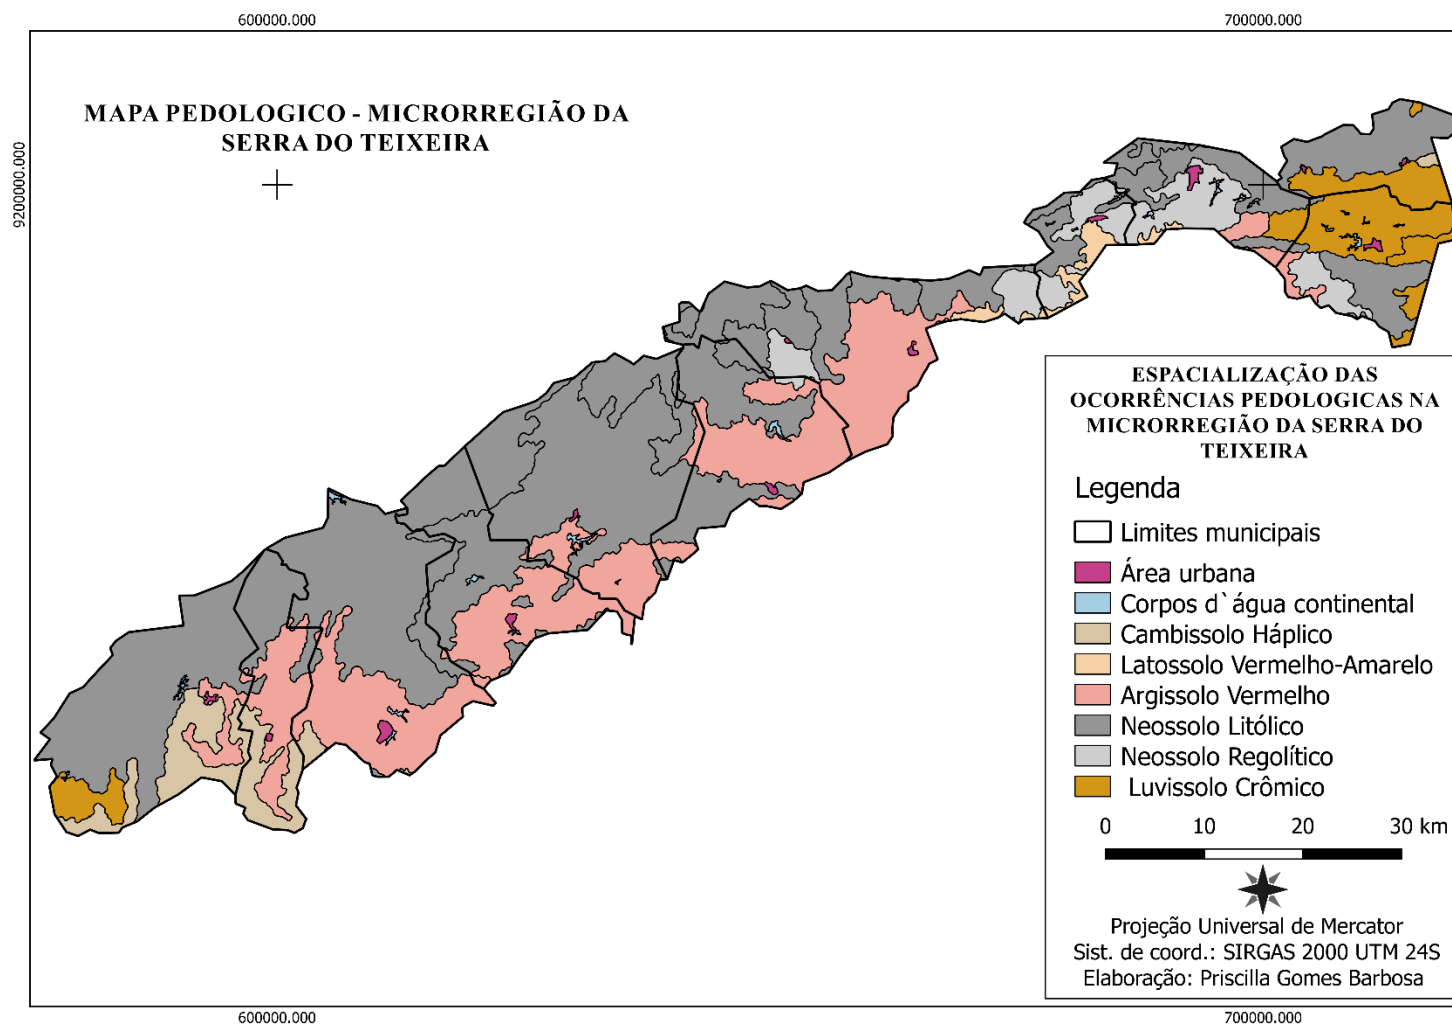 600000.000
700000.000
9200000.000
MAPA PEDOLOGICO - MICRORREGIÃO DA
SERRA DO TEIXEIRA
ESPACIALIZAÇÃO DAS
OCORRÊNCIAS PEDOLOGICAS NA
MICRORREGIÃO DA SERRA DO
TEIXEIRA
Legenda
Limites municipais
Área urbana
Corpos d`água continental
Cambissolo Háplico
Latossolo Vermelho-Amarelo
Argissolo Vermelho
Neossolo Litólico
Neossolo Regolítico
Luvissolo Crômico
0 10 20 30 km
Projeção Universal de Mercator
Sist. de coord.: SIRGAS 2000 UTM 24S
Elaboração: Priscilla Gomes Barbosa
600000.000
700000.000